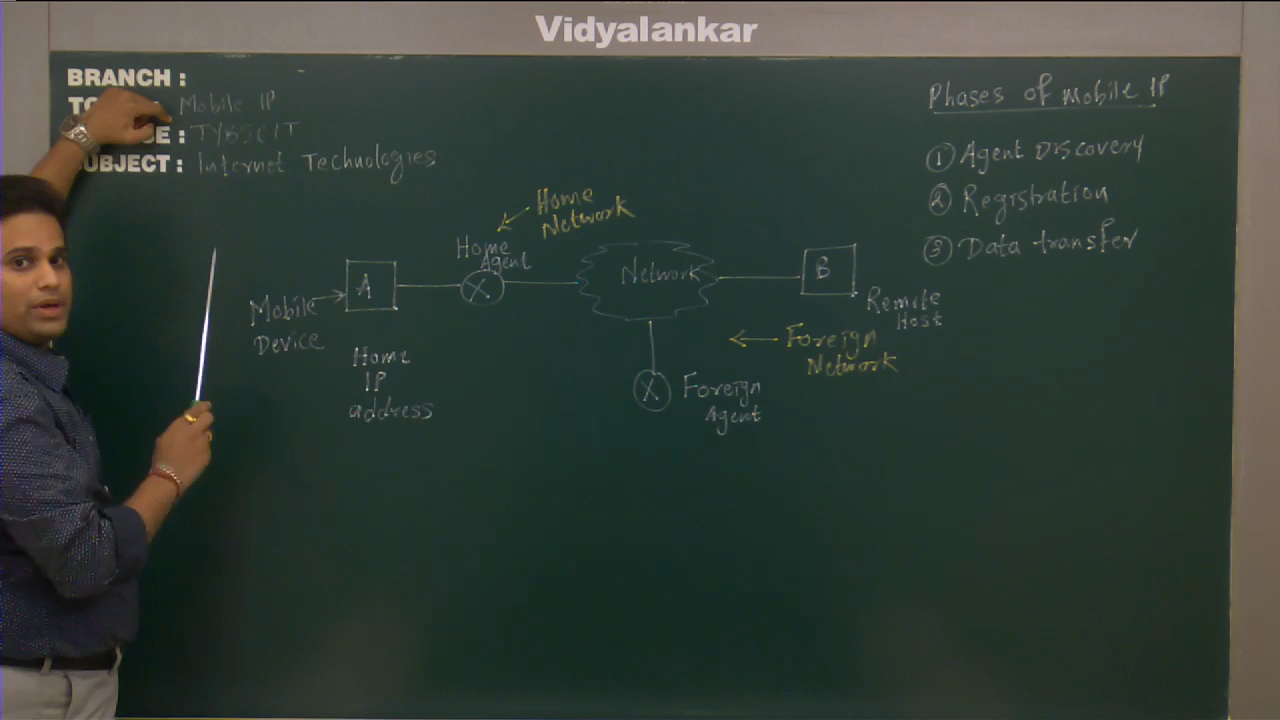 Vidyalankar
BRANCH :
Mobile IP
: TYBSCIT
SUBJECT : Internet Technologies
Phases of mobile IP
① Agent Discovery
② Registration
③ Data transfer
Home
Network
Home
Agent
A
X
Network
B
Mobile
Device
Remote
Host
Home
IP
address
Foreign
Network
X
Foreign
Agent